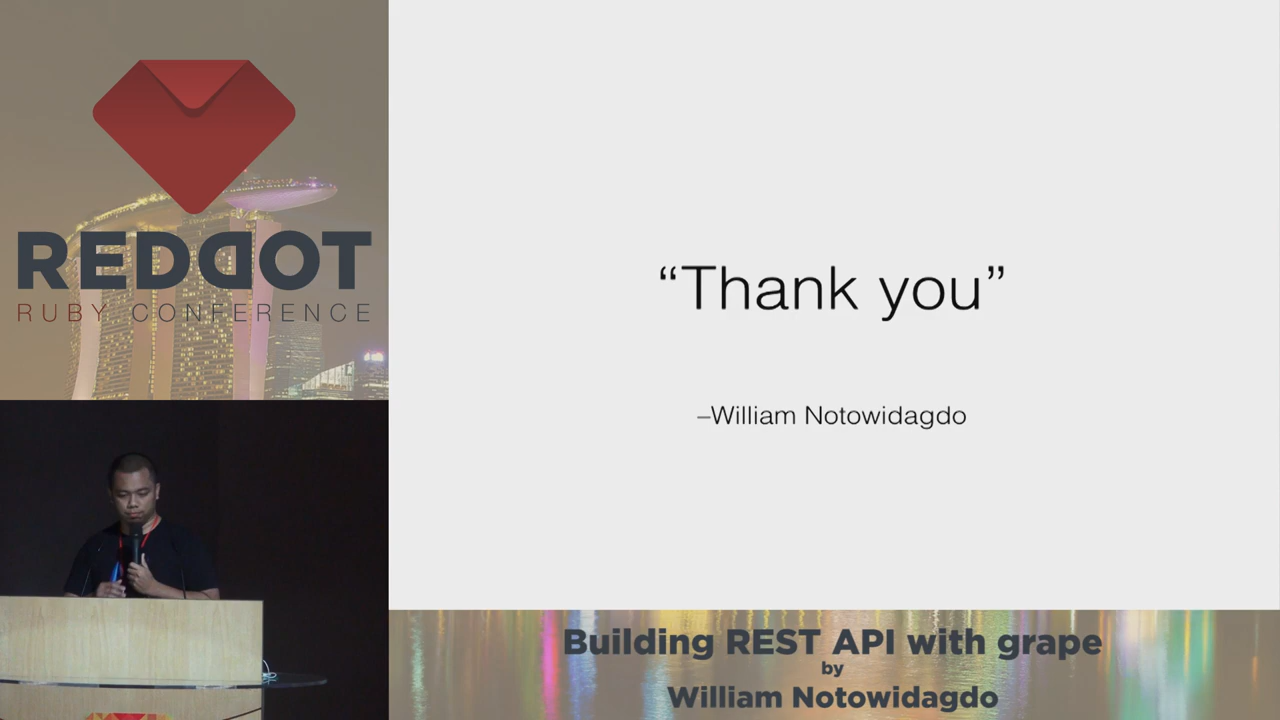 REDDOT
RUBY CONFERENCE
“Thank you”
–William Notowidagdo
Building REST API with grape
by
William Notowidagdo